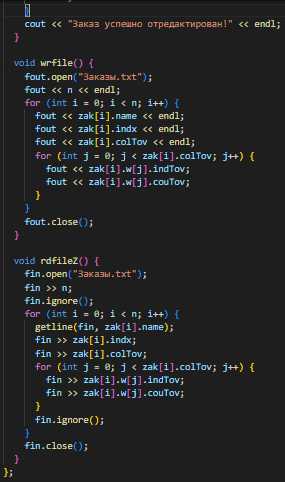 }
cout << "Заказ успешно отредактирован!" << endl;
}
void wrfile() {
fout.open("Заказы.txt");
fout << n << endl;
for (int i = 0; i < n; i++) {
fout << zak[i].name << endl;
fout << zak[i].indx << endl;
fout << zak[i].colTov << endl;
for (int j = 0; j < zak[i].colTov; j++) {
fout << zak[i].w[j].indTov;
fout << zak[i].w[j].couTov;
}
}
fout.close();
}
void rdfileZ() {
fin.open("Заказы.txt");
fin >> n;
fin.ignore();
for (int i = 0; i < n; i++) {
getline(fin, zak[i].name);
fin >> zak[i].indx;
fin >> zak[i].colTov;
for (int j = 0; j < zak[i].colTov; j++) {
fin >> zak[i].w[j].indTov;
fin >> zak[i].w[j].couTov;
}
fin.ignore();
}
fin.close();
}
};